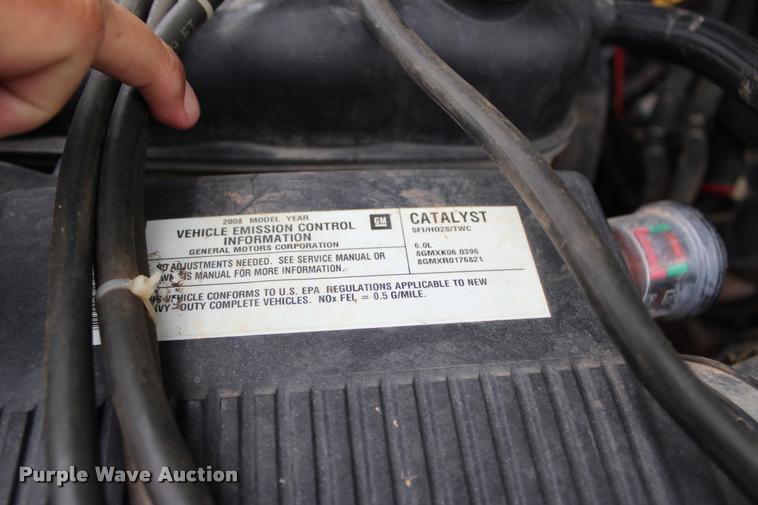 2008 MODEL YEAR
VEHICLE EMISSION CONTROL
INFORMATION
GENERAL MOTORS CORPORATION
GM
CATALYST
SFI/HO2S/TWC
6.0L
8GMXK06.0396
8GMXR0176821
ADJUSTMENTS NEEDED. SEE SERVICE MANUAL OR
MANUAL FOR MORE INFORMATION.
VEHICLE CONFORMS TO U.S. EPA REGULATIONS APPLICABLE TO NEW
DUTY COMPLETE VEHICLES. NOx FEL = 0.5 G/MILE.
Purple Wave Auction